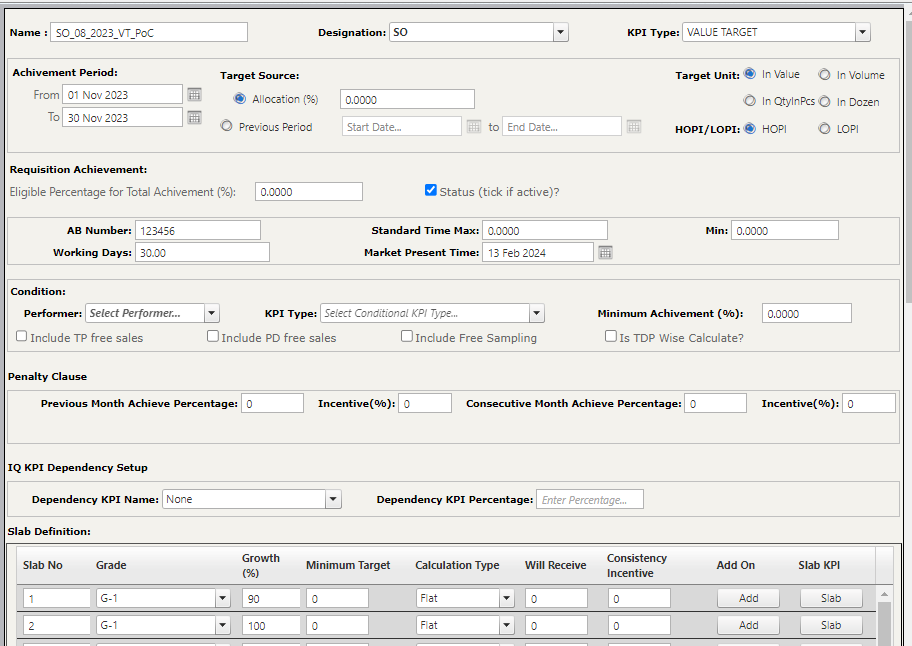 Name : SO_08_2023_VT_PoC Designation: SO KPI Type: VALUE TARGET
Achivement Period:
From 01 Nov 2023
To 30 Nov 2023
Target Source:
Allocation (%) 0.0000
Previous Period Start Date... to End Date...
Target Unit: In Value In Volume
In QtyInPcs In Dozen
HOPI/LOPI: HOPI LOPI
Requisition Achievement:
Eligible Percentage for Total Achivement (%): 0.0000 Status (tick if active)?
AB Number: 123456 Standard Time Max: 0.0000 Min: 0.0000
Working Days: 30.00 Market Present Time: 13 Feb 2024
Condition:
Performer: Select Performer... KPI Type: Select Conditional KPI Type... Minimum Achivement (%): 0.0000
Include TP free sales Include PD free sales Include Free Sampling Is TDP Wise Calculate?
Penalty Clause
Previous Month Achieve Percentage: 0 Incentive(%): 0 Consecutive Month Achieve Percentage: 0 Incentive(%): 0
IQ KPI Dependency Setup
Dependency KPI Name: None Dependency KPI Percentage: Enter Percentage...
Slab Definition:
Slab No Grade Growth (%) Minimum Target Calculation Type Will Receive Consistency Incentive Add On Slab KPI
1 G-1 90 0 Flat 0 0 Add Slab
2 G-1 100 0 Flat 0 0 Add Slab